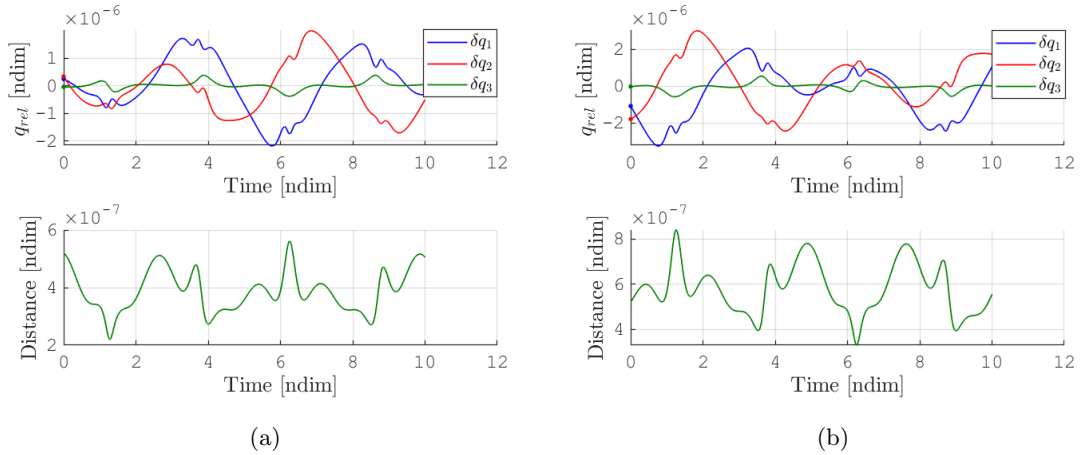 ×10⁻⁶
q_rel [ndim]
1
0
-1
-2
δq₁
δq₂
δq₃
0 2 4 6 8 10 12
Time [ndim]
×10⁻⁷
Distance [ndim]
6
4
2
0 2 4 6 8 10 12
Time [ndim]
(a)
×10⁻⁶
q_rel [ndim]
2
0
-2
δq₁
δq₂
δq₃
0 2 4 6 8 10 12
Time [ndim]
×10⁻⁷
Distance [ndim]
8
6
4
0 2 4 6 8 10 12
Time [ndim]
(b)